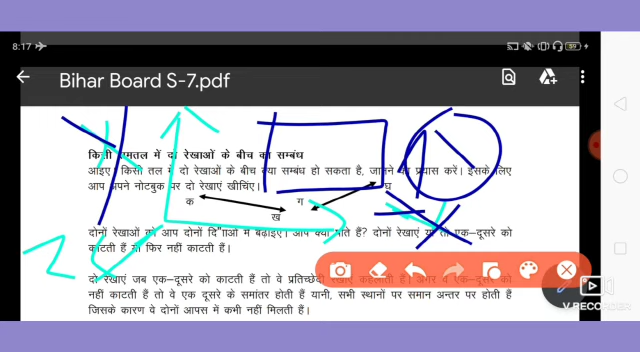 8:17
59
Bihar Board S-7.pdf
किसी समतल में दो रेखाओं के बीच का सम्बंध
आइए किसी तल में दो रेखाओं के बीच क्या सम्बंध हो सकता है, जानने का प्रयास करें। इसके लिए
आप अपने नोटबुक पर दो रेखाएं खीचिएं।
क ख ग घ
दोनों रेखाओं को आप दोनों दि"ााओं में बढ़ाइए। आप क्या पाते हैं? दोनों रेखाएं या तो एक–दूसरे को
काटती हैं या फिर नहीं काटती हैं।
दो रेखाएं जब एक–दूसरे को काटती हैं तो वे प्रतिच्छेदी रेखाएं कहलाती हैं। अगर वे एक–दूसरे को
नहीं काटती हैं तो वे एक दूसरे के समांतर होती हैं यानी, सभी स्थानों पर समान अन्तर पर होती हैं
जिसके कारण वे दोनों आपस में कभी नहीं मिलती हैं।
V RECORDER